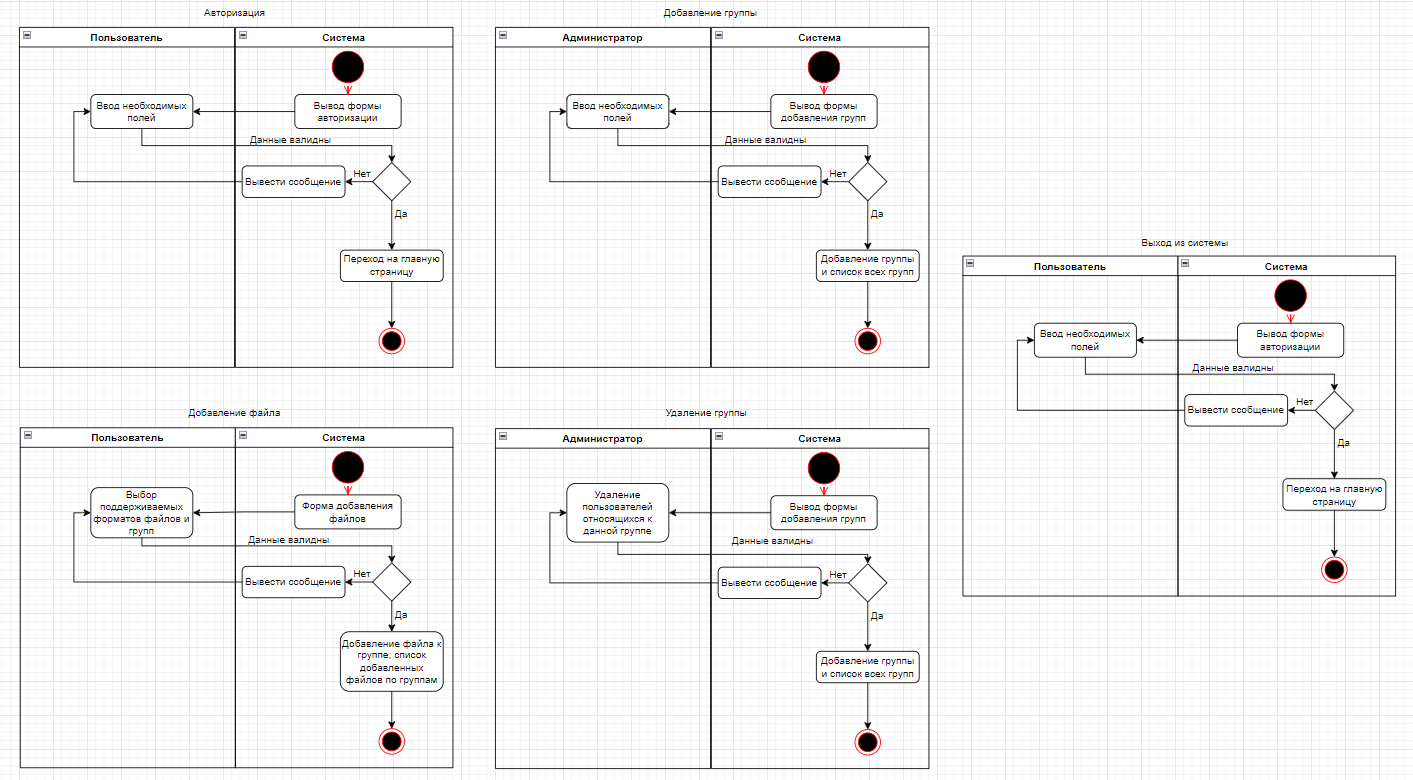 Авторизация
Пользователь
Система
Вывод формы
авторизации
Ввод необходимых
полей
Данные валидны
Нет
Вывести ссобщение
Да
Переход на главную
страницу
Добавление группы
Администратор
Система
Вывод формы
добавления групп
Ввод необходимых
полей
Данные валидны
Нет
Вывести ссобщение
Да
Добавление группы
и список всех групп
Выход из системы
Пользователь
Система
Вывод формы
авторизации
Ввод необходимых
полей
Данные валидны
Нет
Вывести ссобщение
Да
Переход на главную
страницу
Добавление файла
Пользователь
Система
Форма добавления
файлов
Выбор
поддерживаемых
форматов файлов и
групп
Данные валидны
Нет
Вывести ссобщение
Да
Добавление файла к
группе, список
добавленных
файлов по группам
Удаление группы
Администратор
Система
Вывод формы
добавления групп
Удаление
пользователей
относящихся к
данной группе
Данные валидны
Нет
Вывести ссобщение
Да
Добавление группы
и список всех групп